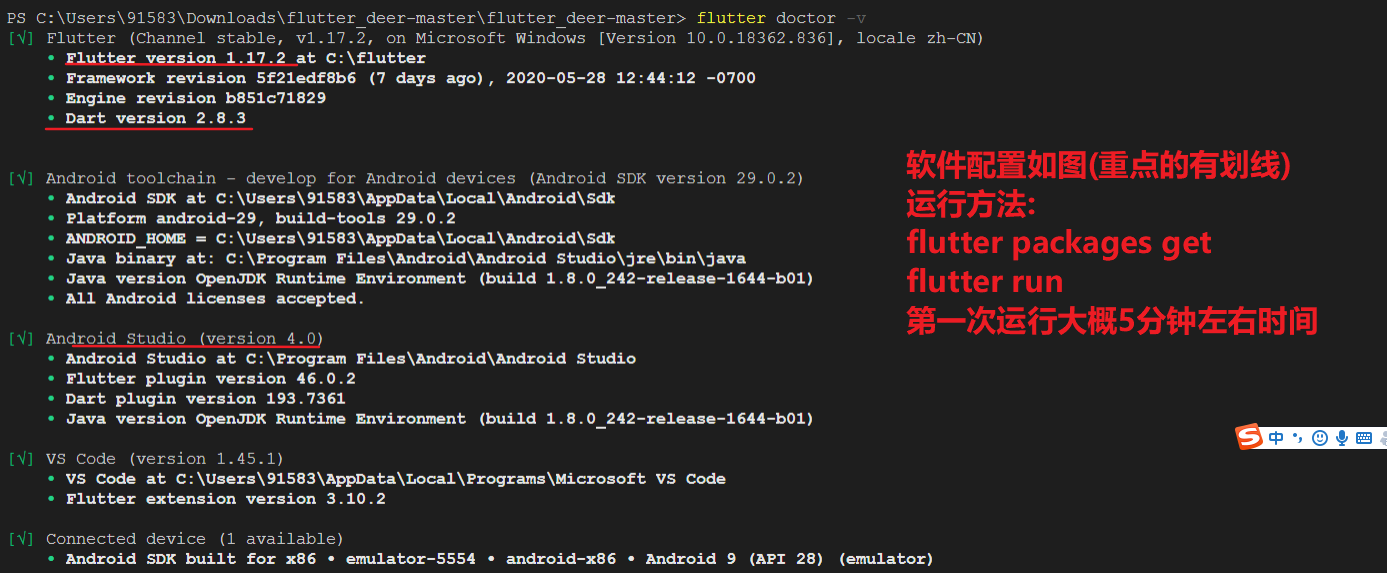 PS C:\Users\91583\Downloads\flutter_deer-master\flutter_deer-master> flutter doctor -v
[√] Flutter (Channel stable, v1.17.2, on Microsoft Windows [Version 10.0.18362.836], locale zh-CN)
• Flutter version 1.17.2 at C:\flutter
• Framework revision 5f21edf8b6 (7 days ago), 2020-05-28 12:44:12 -0700
• Engine revision b851c71829
• Dart version 2.8.3
[√] Android toolchain - develop for Android devices (Android SDK version 29.0.2)
• Android SDK at C:\Users\91583\AppData\Local\Android\Sdk
• Platform android-29, build-tools 29.0.2
• ANDROID_HOME = C:\Users\91583\AppData\Local\Android\Sdk
• Java binary at: C:\Program Files\Android\Android Studio\jre\bin\java
• Java version OpenJDK Runtime Environment (build 1.8.0_242-release-1644-b01)
• All Android licenses accepted.
[√] Android Studio (version 4.0)
• Android Studio at C:\Program Files\Android\Android Studio
• Flutter plugin version 46.0.2
• Dart plugin version 193.7361
• Java version OpenJDK Runtime Environment (build 1.8.0_242-release-1644-b01)
[√] VS Code (version 1.45.1)
• VS Code at C:\Users\91583\AppData\Local\Programs\Microsoft VS Code
• Flutter extension version 3.10.2
[√] Connected device (1 available)
• Android SDK built for x86 • emulator-5554 • android-x86 • Android 9 (API 28) (emulator)
软件配置如图(重点的有划线)
运行方法:
flutter packages get
flutter run
第一次运行大概5分钟左右时间
S 中